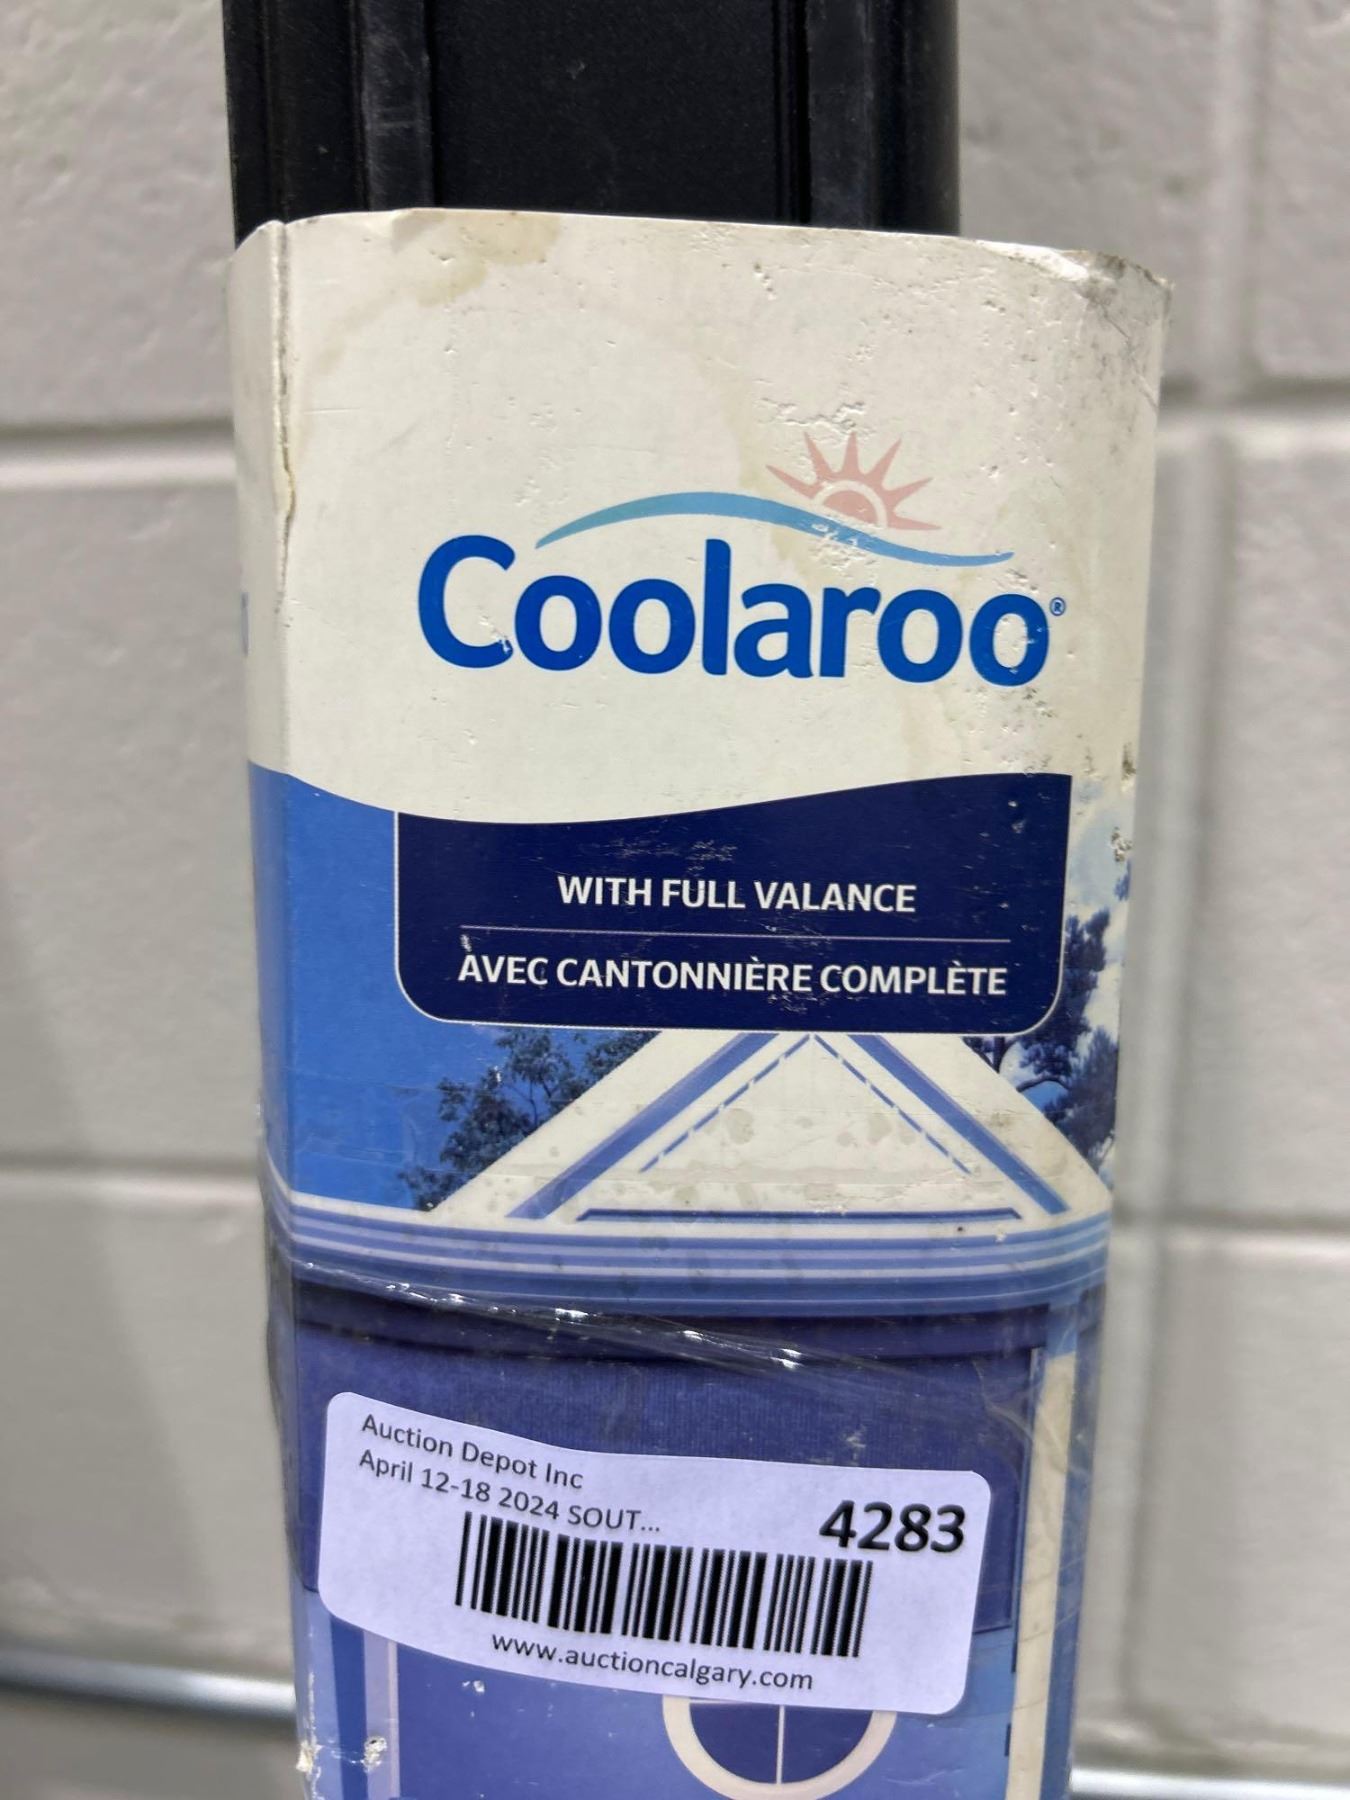 Coolaroo®
WITH FULL VALANCE
AVEC CANTONNIÈRE COMPLÈTE
Auction Depot Inc
April 12-18 2024 SOUT...
4283
www.auctioncalgary.com